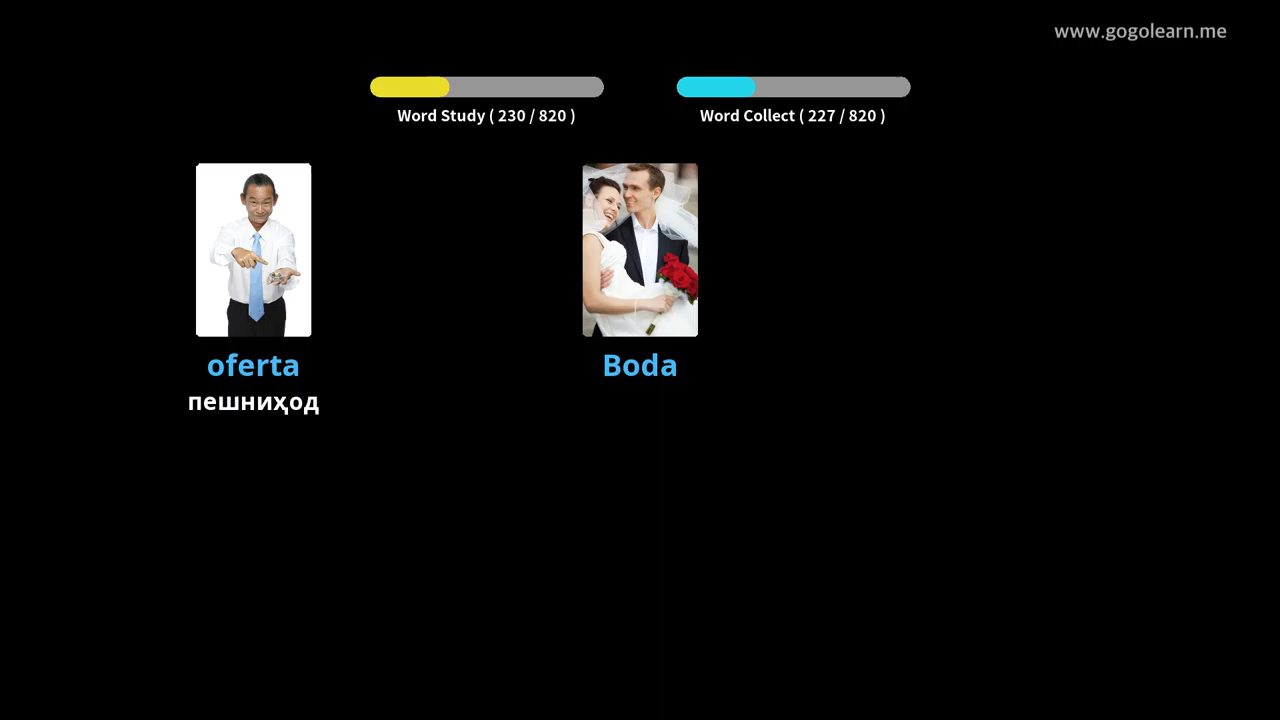 www.gogolearn.me
Word Study ( 230 / 820 )
Word Collect ( 227 / 820 )
oferta
пешниҳод
Boda